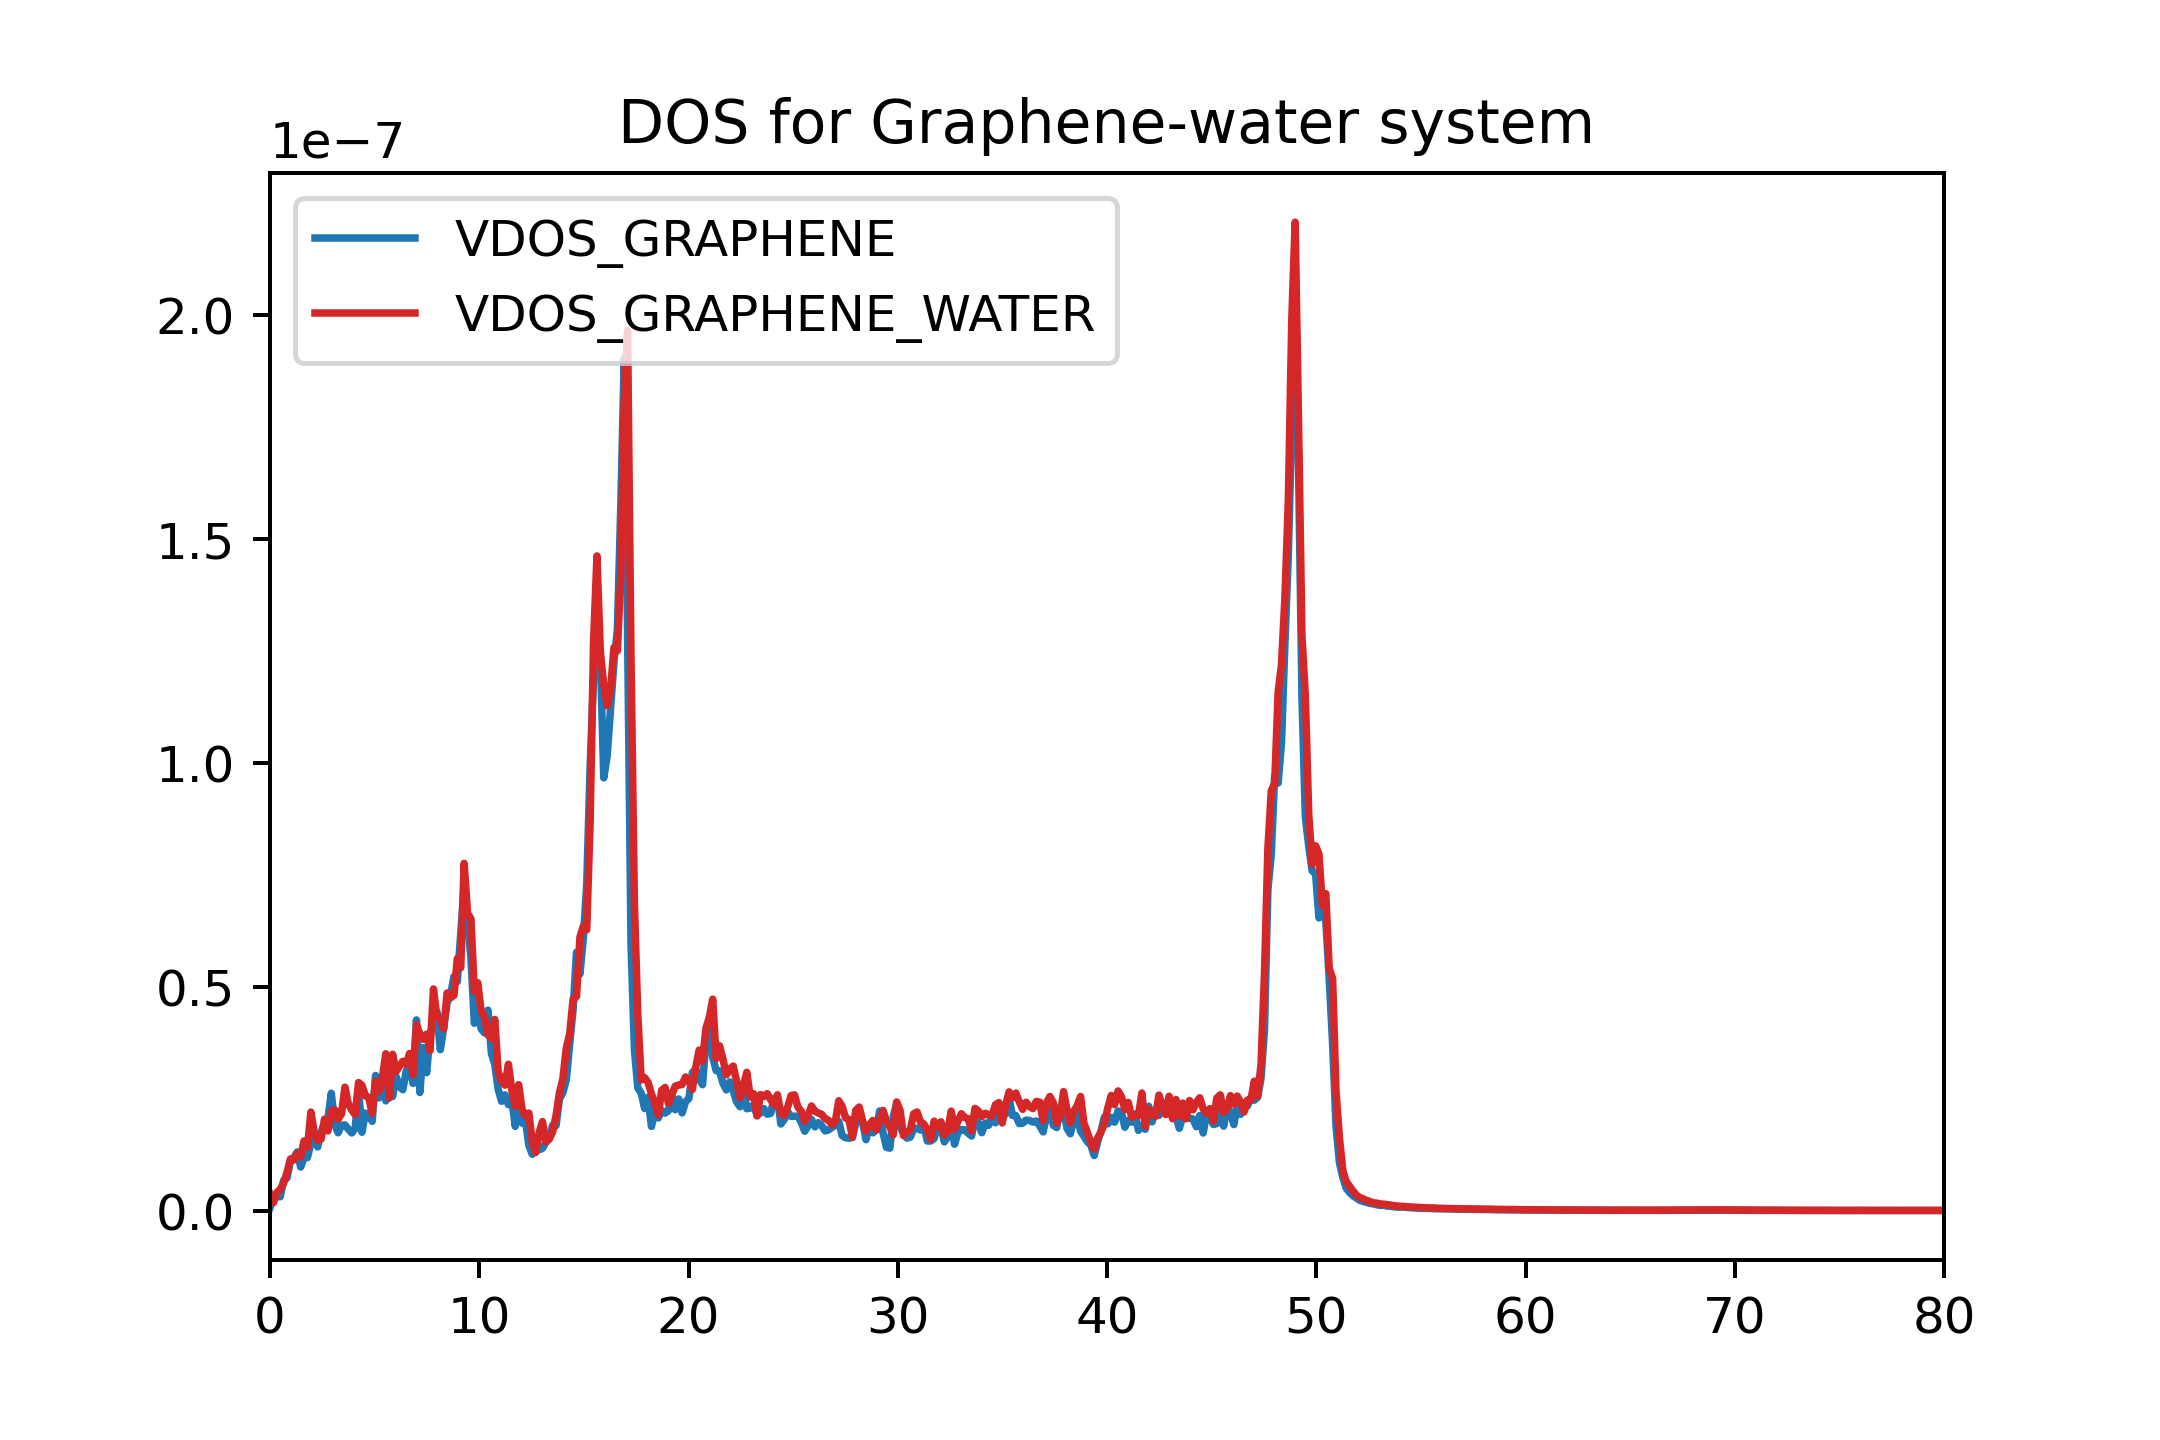 DOS for Graphene-water system
1e−7
VDOS_GRAPHENE
VDOS_GRAPHENE_WATER
2.0
1.5
1.0
0.5
0.0
0 10 20 30 40 50 60 70 80